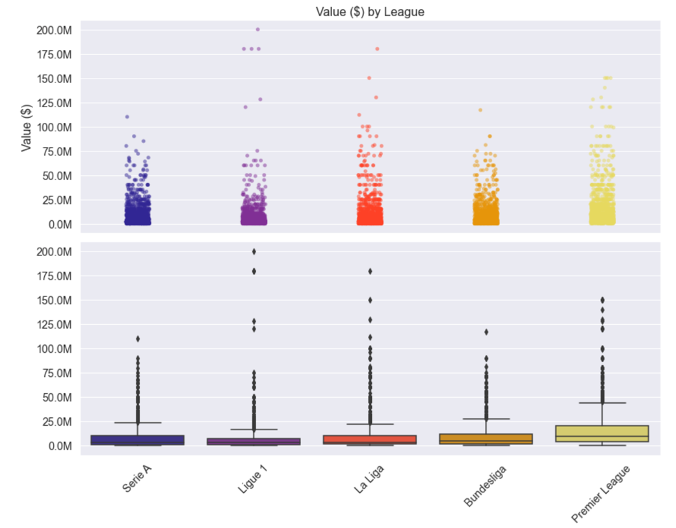 Value ($) by League
Value ($)
200.0M
175.0M
150.0M
125.0M
100.0M
75.0M
50.0M
25.0M
0.0M
200.0M
175.0M
150.0M
125.0M
100.0M
75.0M
50.0M
25.0M
0.0M
Serie A
Ligue 1
La Liga
Bundesliga
Premier League